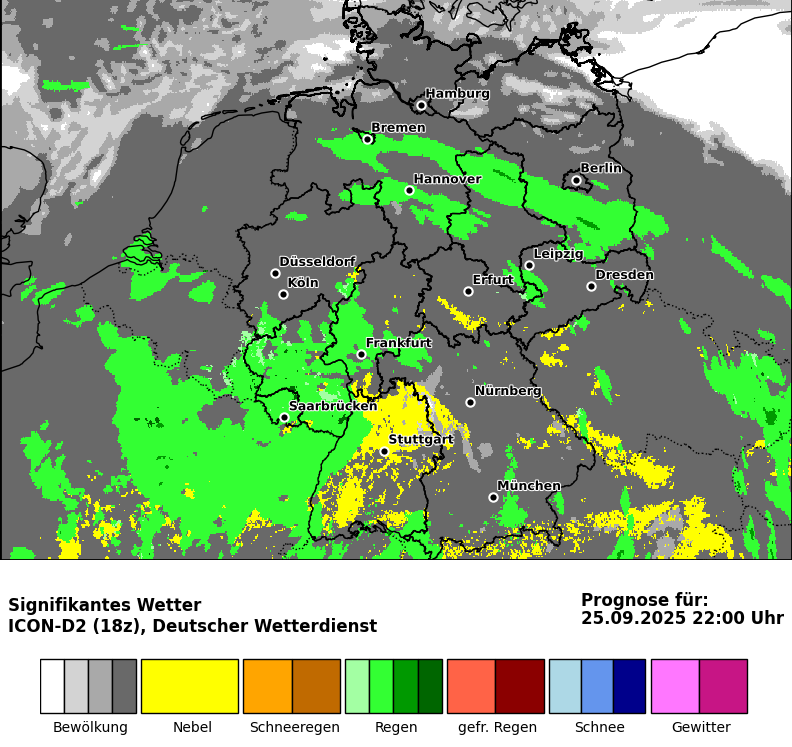 Hamburg
Bremen
Berlin
Hannover
Leipzig
Düsseldorf
Dresden
Erfurt
Köln
Frankfurt
Nürnberg
Saarbrücken
Stuttgart
München
Signifikantes Wetter
ICON-D2 (18z), Deutscher Wetterdienst
Prognose für:
25.09.2025 22:00 Uhr
Bewölkung Nebel Schneeregen Regen gefr. Regen Schnee Gewitter